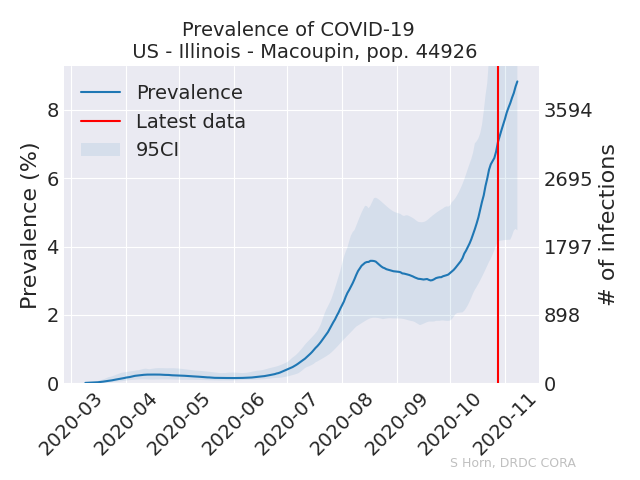 Prevalence of COVID-19
US - Illinois - Macoupin, pop. 44926
Prevalence
Latest data
95CI
Prevalence (%)
8
6
4
2
0
3594
2695
1797
898
0
# of infections
2020-03
2020-04
2020-05
2020-06
2020-07
2020-08
2020-09
2020-10
2020-11
S Horn, DRDC CORA